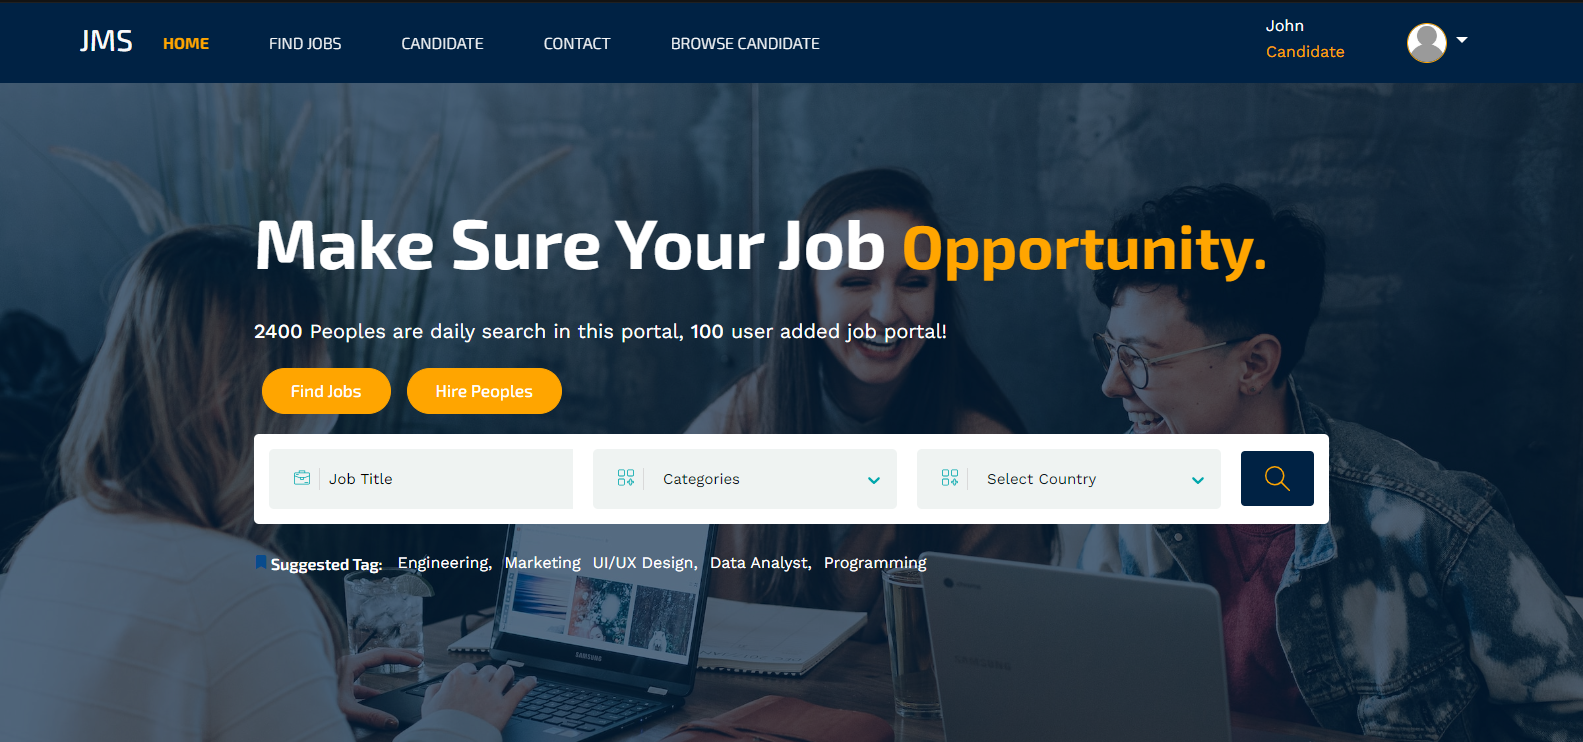 JMS HOME FIND JOBS CANDIDATE CONTACT BROWSE CANDIDATE John
Candidate
Make Sure Your Job Opportunity.
2400 Peoples are daily search in this portal, 100 user added job portal!
Find Jobs Hire Peoples
Job Title Categories Select Country
Suggested Tag: Engineering, Marketing UI/UX Design, Data Analyst, Programming
SAMSUNG
SAMSUNG